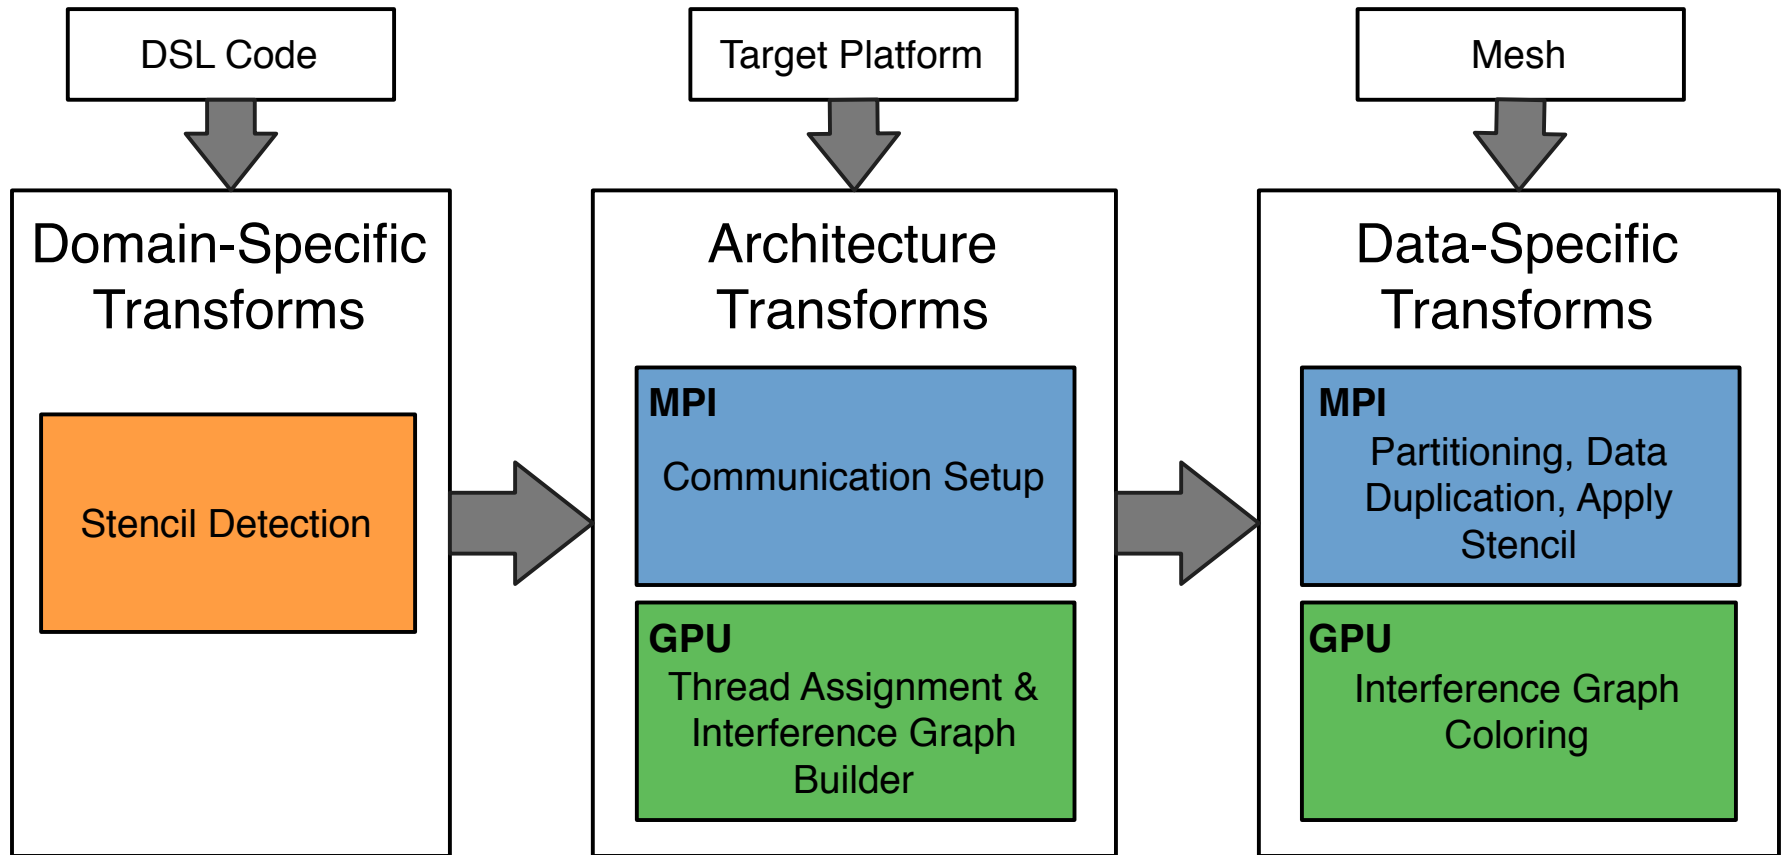 DSL Code
Target Platform
Mesh
Domain-Specific
Transforms
Stencil Detection
Architecture
Transforms
MPI
Communication Setup
GPU
Thread Assignment &
Interference Graph
Builder
Data-Specific
Transforms
MPI
Partitioning, Data
Duplication, Apply
Stencil
GPU
Interference Graph
Coloring